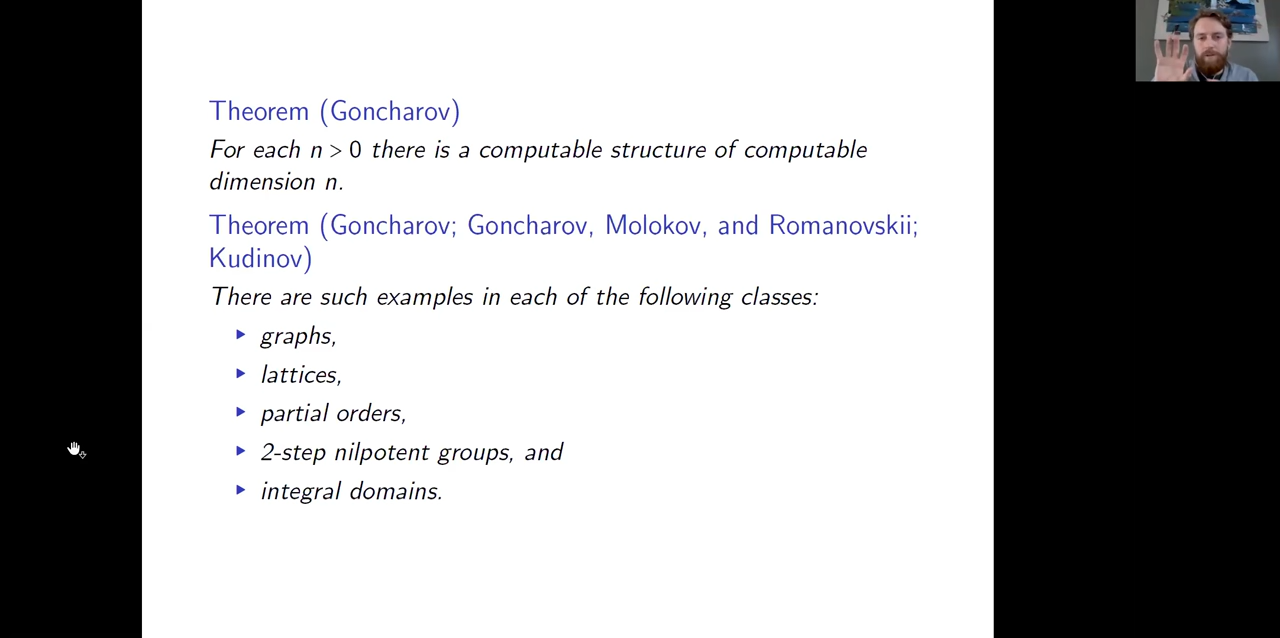 Theorem (Goncharov)
For each n > 0 there is a computable structure of computable
dimension n.
Theorem (Goncharov; Goncharov, Molokov, and Romanovskii;
Kudinov)
There are such examples in each of the following classes:
▶ graphs,
▶ lattices,
▶ partial orders,
▶ 2-step nilpotent groups, and
▶ integral domains.